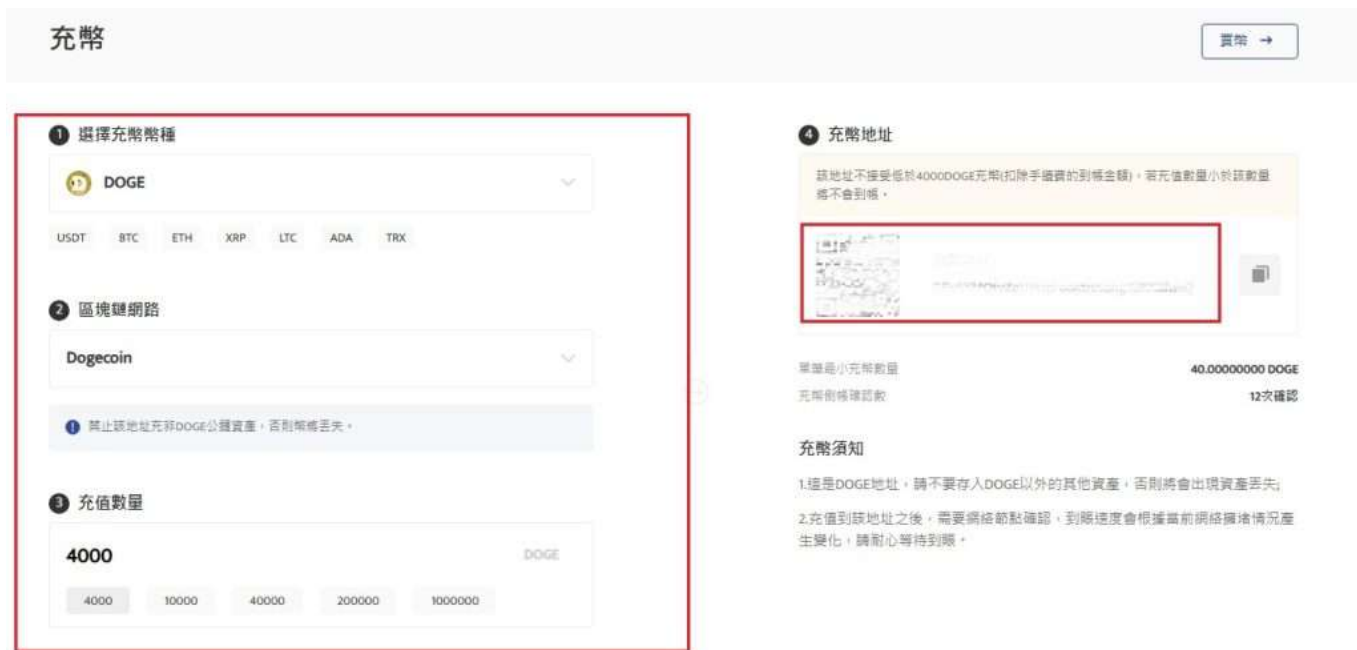 充幣
買幣 →
1 選擇充幣幣種
DOGE
USDT BTC ETH XRP LTC ADA TRX
2 區塊鏈網路
Dogecoin
禁止該地址充非DOGE公鏈資產，否則幣將丟失。
3 充值數量
4000 DOGE
4000 10000 40000 200000 1000000
4 充幣地址
該地址不接受低於4000DOGE充幣(扣除手續費的到帳金額)，若充值數量小於該數量
將不會到帳。
單筆最小充幣數量 40.00000000 DOGE
充幣到帳確認數 12次確認
充幣須知
1.這是DOGE地址，請不要存入DOGE以外的其他資產，否則將會出現資產丟失;
2.充值到該地址之後，需要網絡節點確認，到賬速度會根據當前網絡擁堵情況產
生變化，請耐心等待到賬。